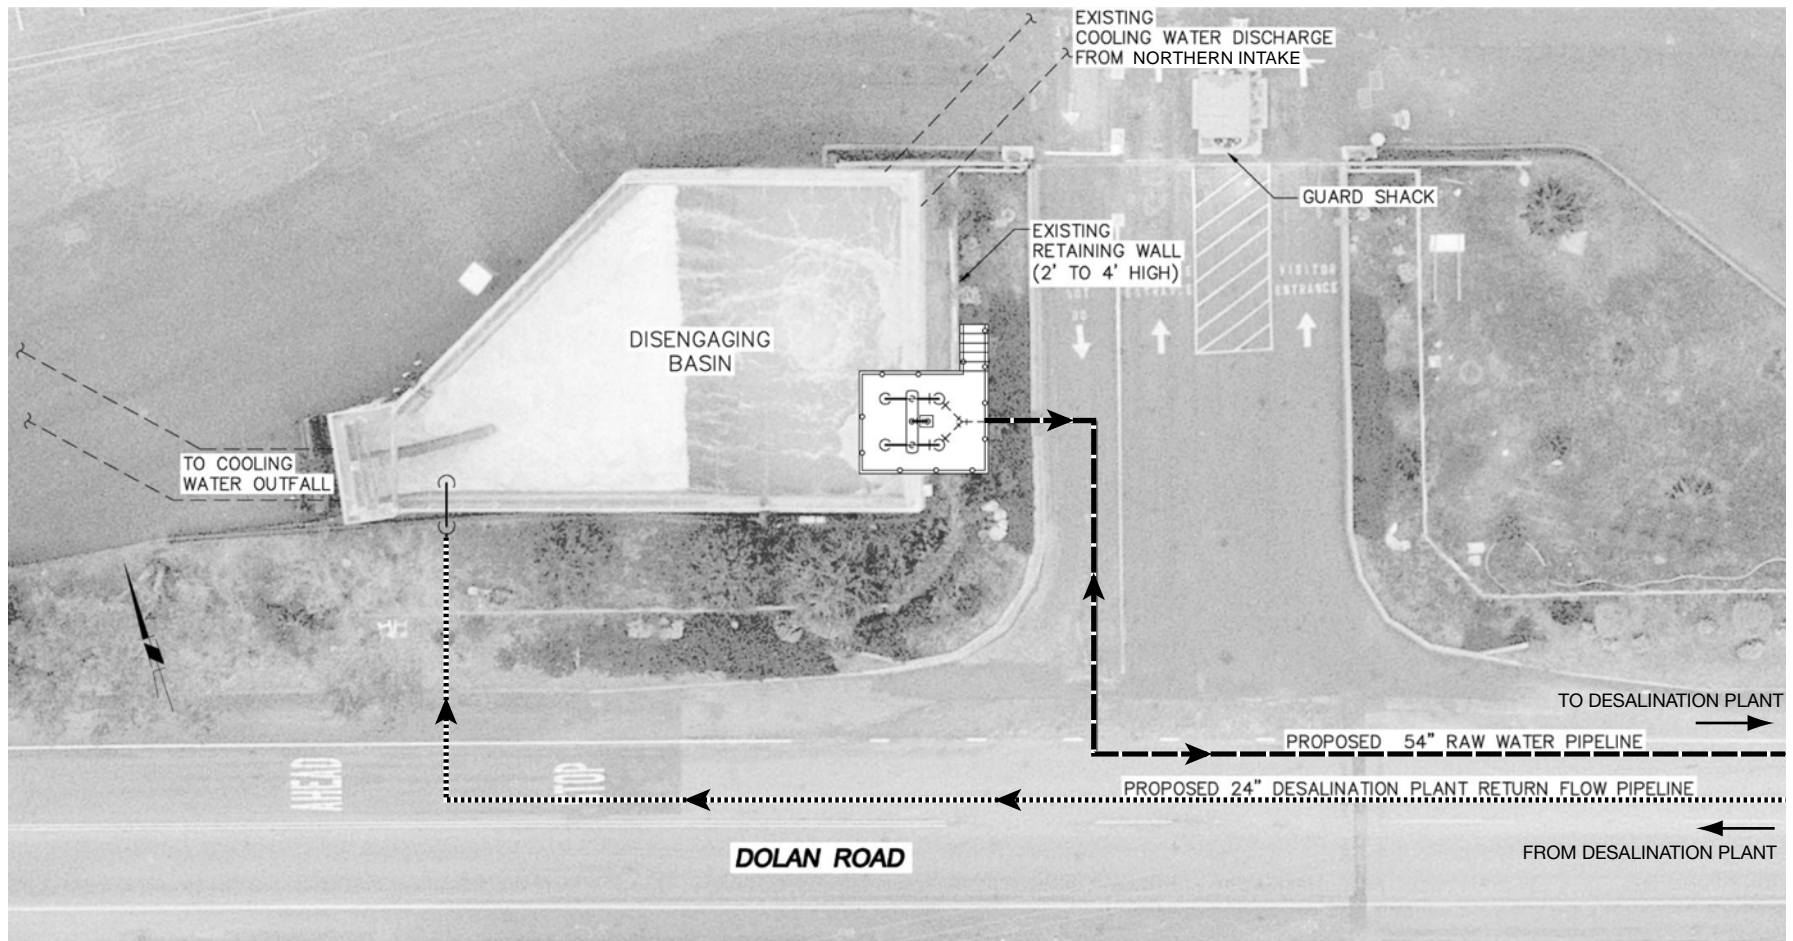 EXISTING
COOLING WATER DISCHARGE
FROM NORTHERN INTAKE
GUARD SHACK
EXISTING
RETAINING WALL
(2' TO 4' HIGH)
VISITOR
ENTRANCE
DISENGAGING
BASIN
TO COOLING
WATER OUTFALL
TO DESALINATION PLANT
PROPOSED 54" RAW WATER PIPELINE
AHEAD
PROPOSED 24" DESALINATION PLANT RETURN FLOW PIPELINE
DOLAN ROAD
FROM DESALINATION PLANT